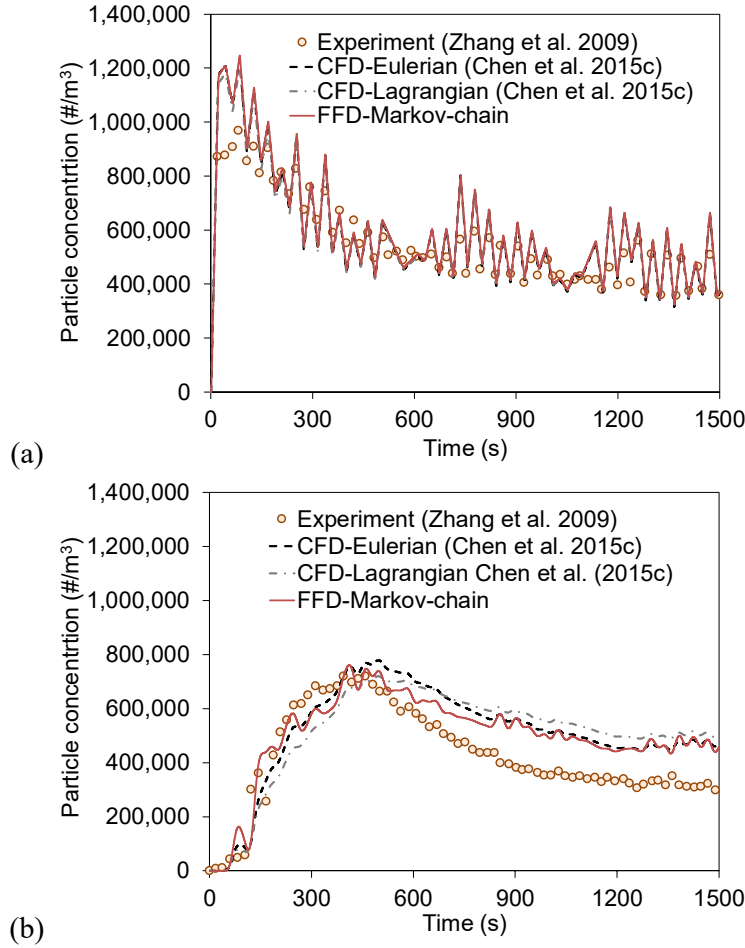 1,400,000
1,200,000
1,000,000
800,000
600,000
400,000
200,000
0
Particle concentrtion (#/m³)
Experiment (Zhang et al. 2009)
CFD-Eulerian (Chen et al. 2015c)
CFD-Lagrangian (Chen et al. 2015c)
FFD-Markov-chain
0 300 600 900 1200 1500
Time (s)
(a)
1,400,000
1,200,000
1,000,000
800,000
600,000
400,000
200,000
0
Particle concentrtion (#/m³)
Experiment (Zhang et al. 2009)
CFD-Eulerian (Chen et al. 2015c)
CFD-Lagrangian Chen et al. (2015c)
FFD-Markov-chain
0 300 600 900 1200 1500
Time (s)
(b)